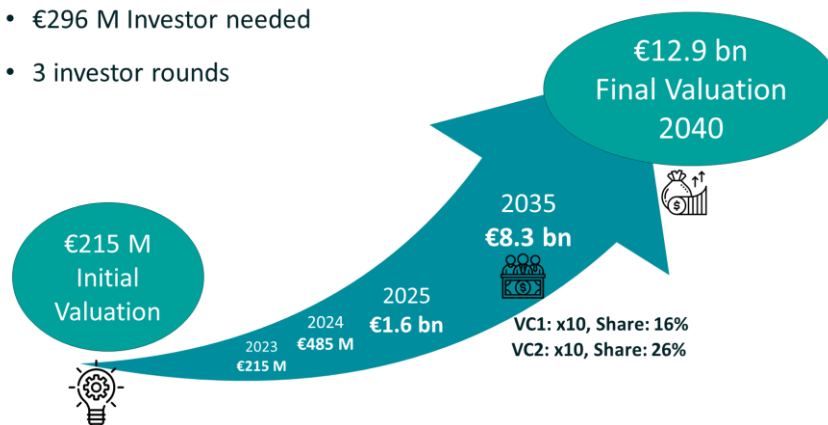 • €296 M Investor needed
• 3 investor rounds
€12.9 bn
Final Valuation
2040
2035
€8.3 bn
€215 M
Initial
Valuation
2025
€1.6 bn
2024
€485 M
2023
€215 M
VC1: x10, Share: 16%
VC2: x10, Share: 26%
$
$